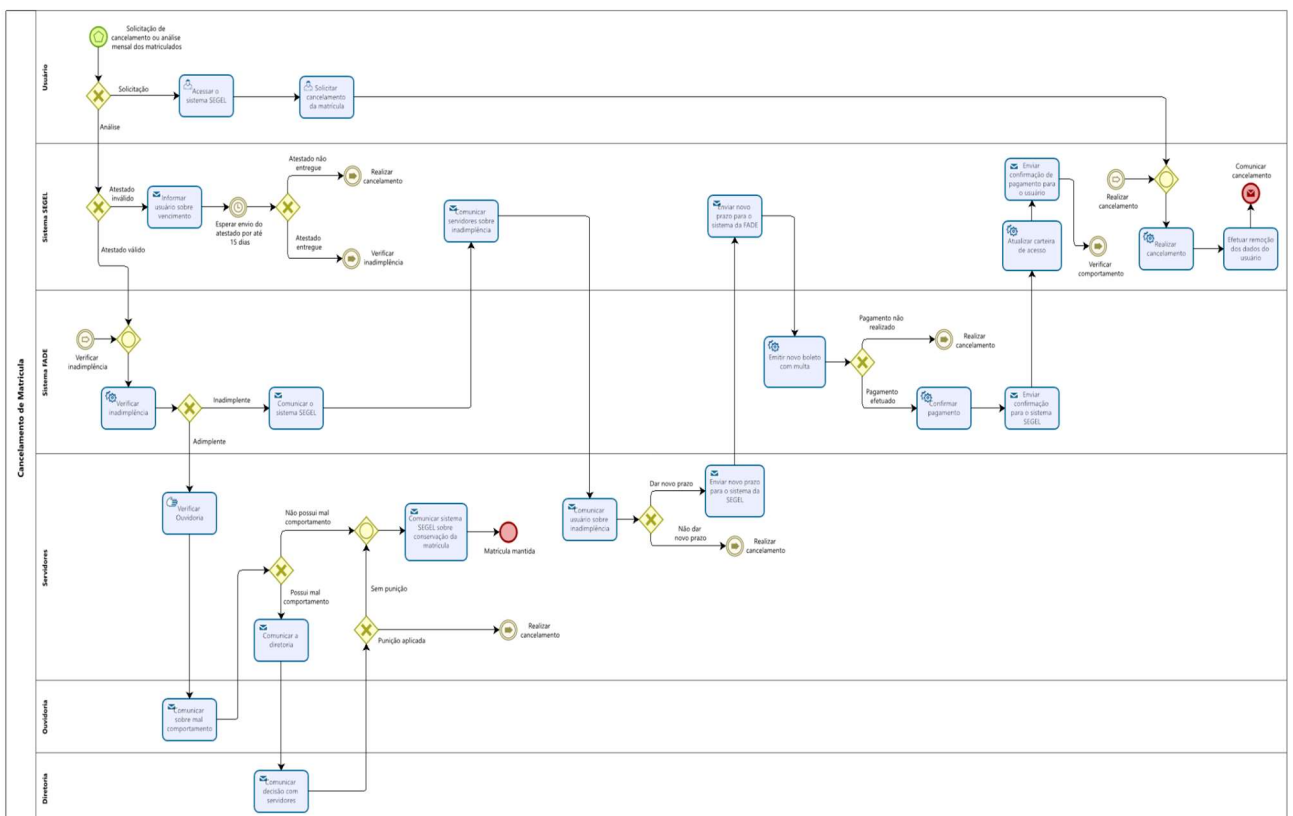 Cancelamento de Matrícula
Usuário
Solicitação de
cancelamento ou análise
mensal dos matriculados
Solicitação
Análise
Acessar o
sistema SEGEL
Solicitar
cancelamento
da matrícula
Sistema SEGEL
Atestado
inválido
Atestado válido
Informar
usuário sobre
vencimento
Esperar envio do
atestado por até
15 dias
Atestado não
entregue
Realizar
cancelamento
Atestado
entregue
Verificar
inadimplência
Comunicar
servidores sobre
inadimplência
Enviar novo
prazo para o
sistema da FADE
Enviar
confirmação de
pagamento para
o usuário
Atualizar carteira
de acesso
Verificar
comportamento
Realizar
cancelamento
Realizar
cancelamento
Efetuar remoção
dos dados do
usuário
Comunicar
cancelamento
Sistema FADE
Verificar
inadimplência
Verificar
inadimplência
Inadimplente
Adimplente
Comunicar o
sistema SEGEL
Emitir novo boleto
com multa
Pagamento não
realizado
Realizar
cancelamento
Pagamento
efetuado
Confirmar
pagamento
Enviar
confirmação
para o sistema
SEGEL
Servidores
Verificar
Ouvidoria
Não possui mal
comportamento
Possui mal
comportamento
Comunicar a
diretoria
Comunicar sistema
SEGEL sobre
conservação da
matrícula
Matrícula mantida
Sem punição
Punição aplicada
Realizar
cancelamento
Comunicar
usuário sobre
inadimplência
Dar novo prazo
Não dar
novo prazo
Enviar novo prazo
para o sistema da
SEGEL
Realizar
cancelamento
Ouvidoria
Comunicar
sobre mal
comportamento
Diretoria
Comunicar
decisão com
servidores